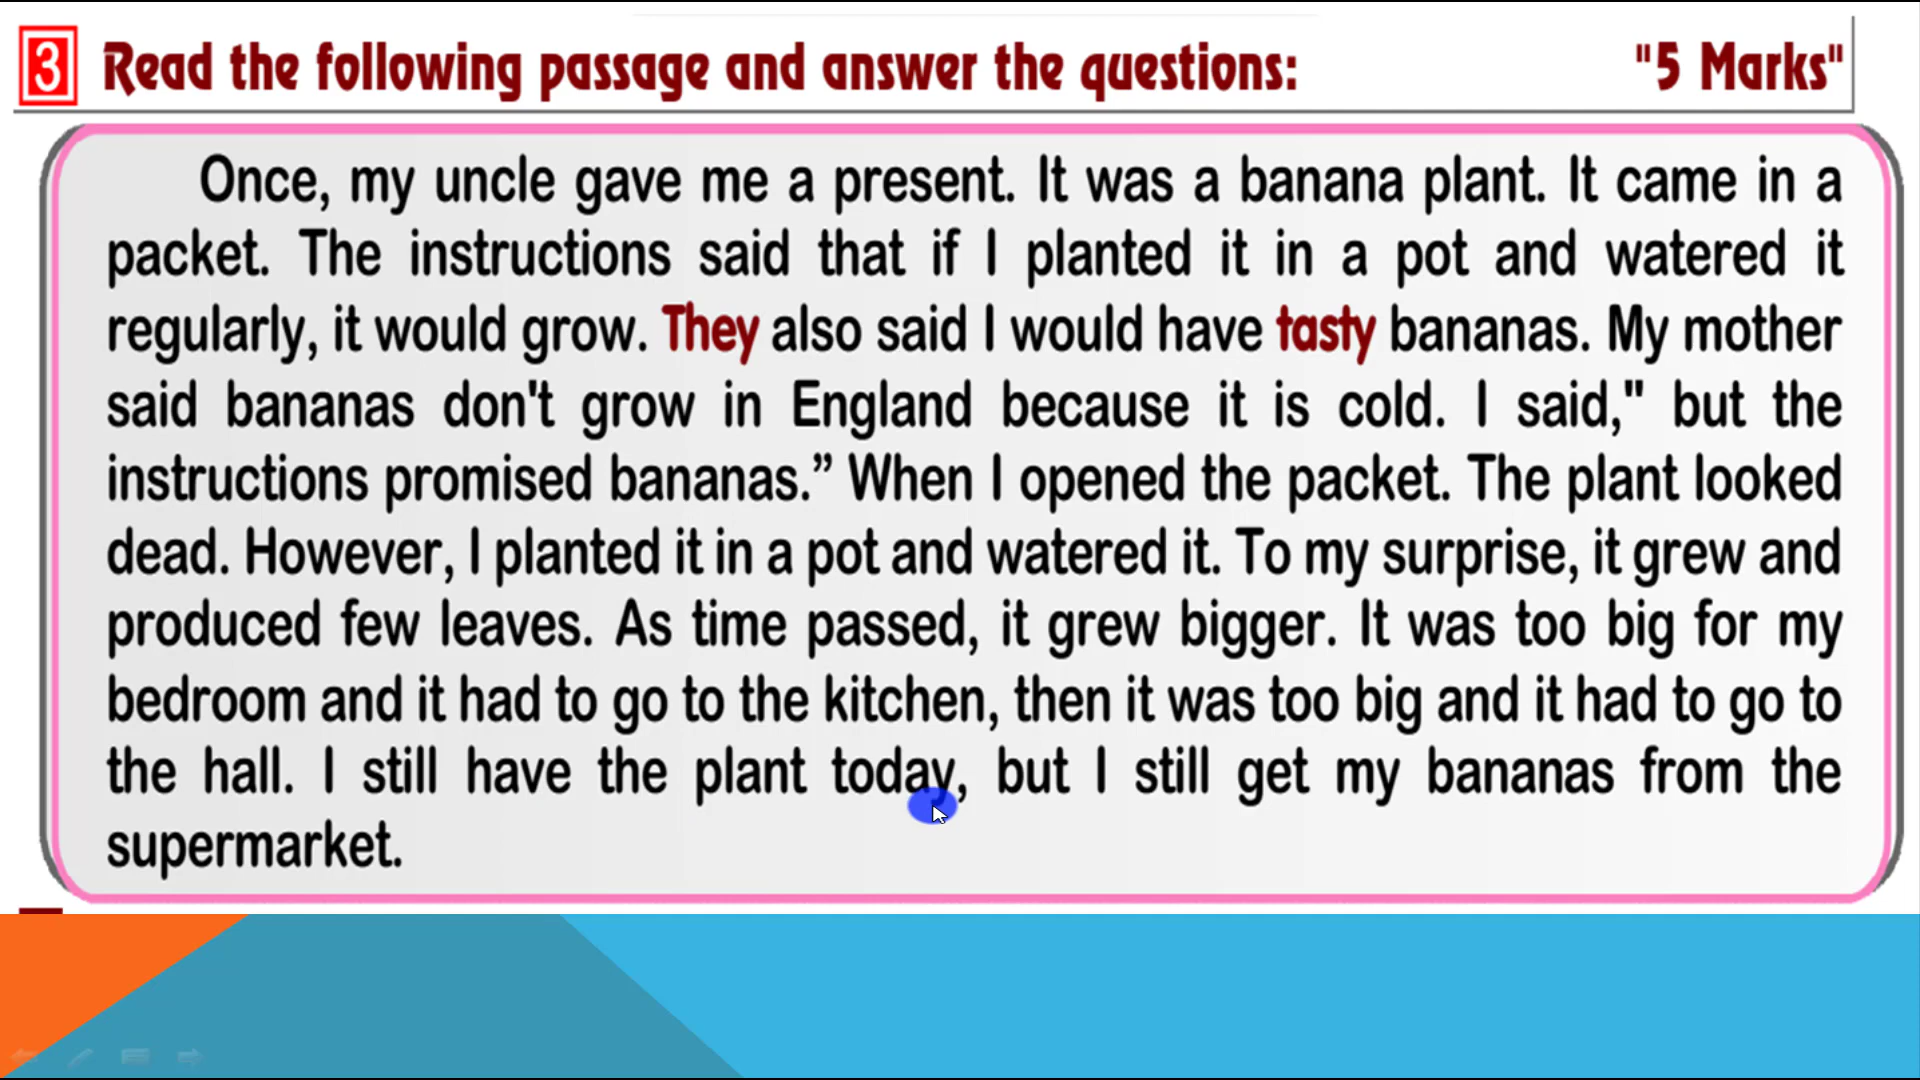 3 Read the following passage and answer the questions: "5 Marks"
Once, my uncle gave me a present. It was a banana plant. It came in a
packet. The instructions said that if I planted it in a pot and watered it
regularly, it would grow. They also said I would have tasty bananas. My mother
said bananas don't grow in England because it is cold. I said," but the
instructions promised bananas.” When I opened the packet. The plant looked
dead. However, I planted it in a pot and watered it. To my surprise, it grew and
produced few leaves. As time passed, it grew bigger. It was too big for my
bedroom and it had to go to the kitchen, then it was too big and it had to go to
the hall. I still have the plant today, but I still get my bananas from the
supermarket.